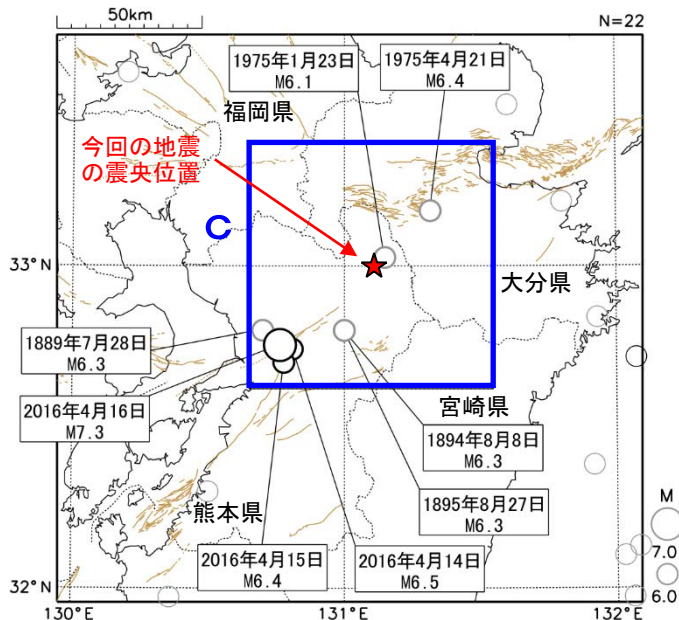 50km
N=22
1975年1月23日
M6.1
1975年4月21日
M6.4
福岡県
今回の地震
の震央位置
C
33°N
大分県
1889年7月28日
M6.3
2016年4月16日
M7.3
宮崎県
1894年8月8日
M6.3
1895年8月27日
M6.3
熊本県
2016年4月15日
M6.4
2016年4月14日
M6.5
M
7.0
6.0
32°N
130°E
131°E
132°E